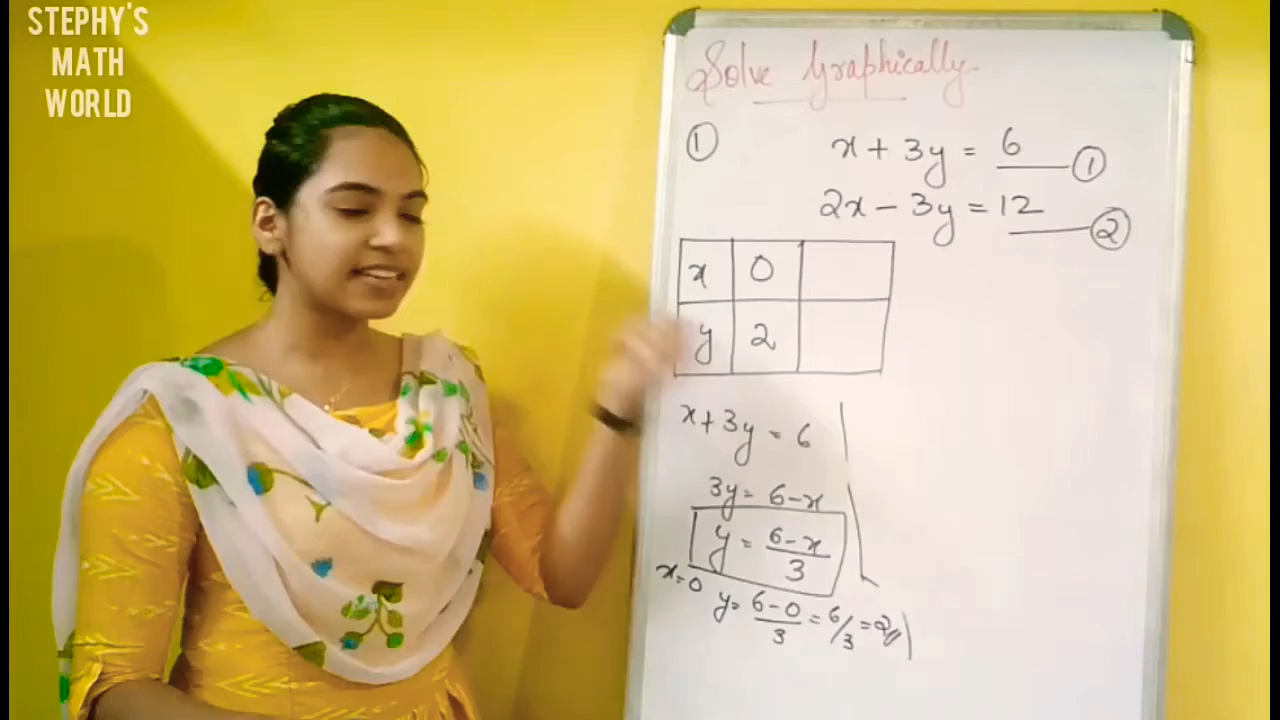 STEPHY'S
MATH
WORLD
Solve Graphically.
① x + 3y = 6 ①
2x - 3y = 12 ②
x 0
y 2
x + 3y = 6
3y = 6-x
y = 6-x/3
x=0 y= 6-0/3 = 6/3 = 2//